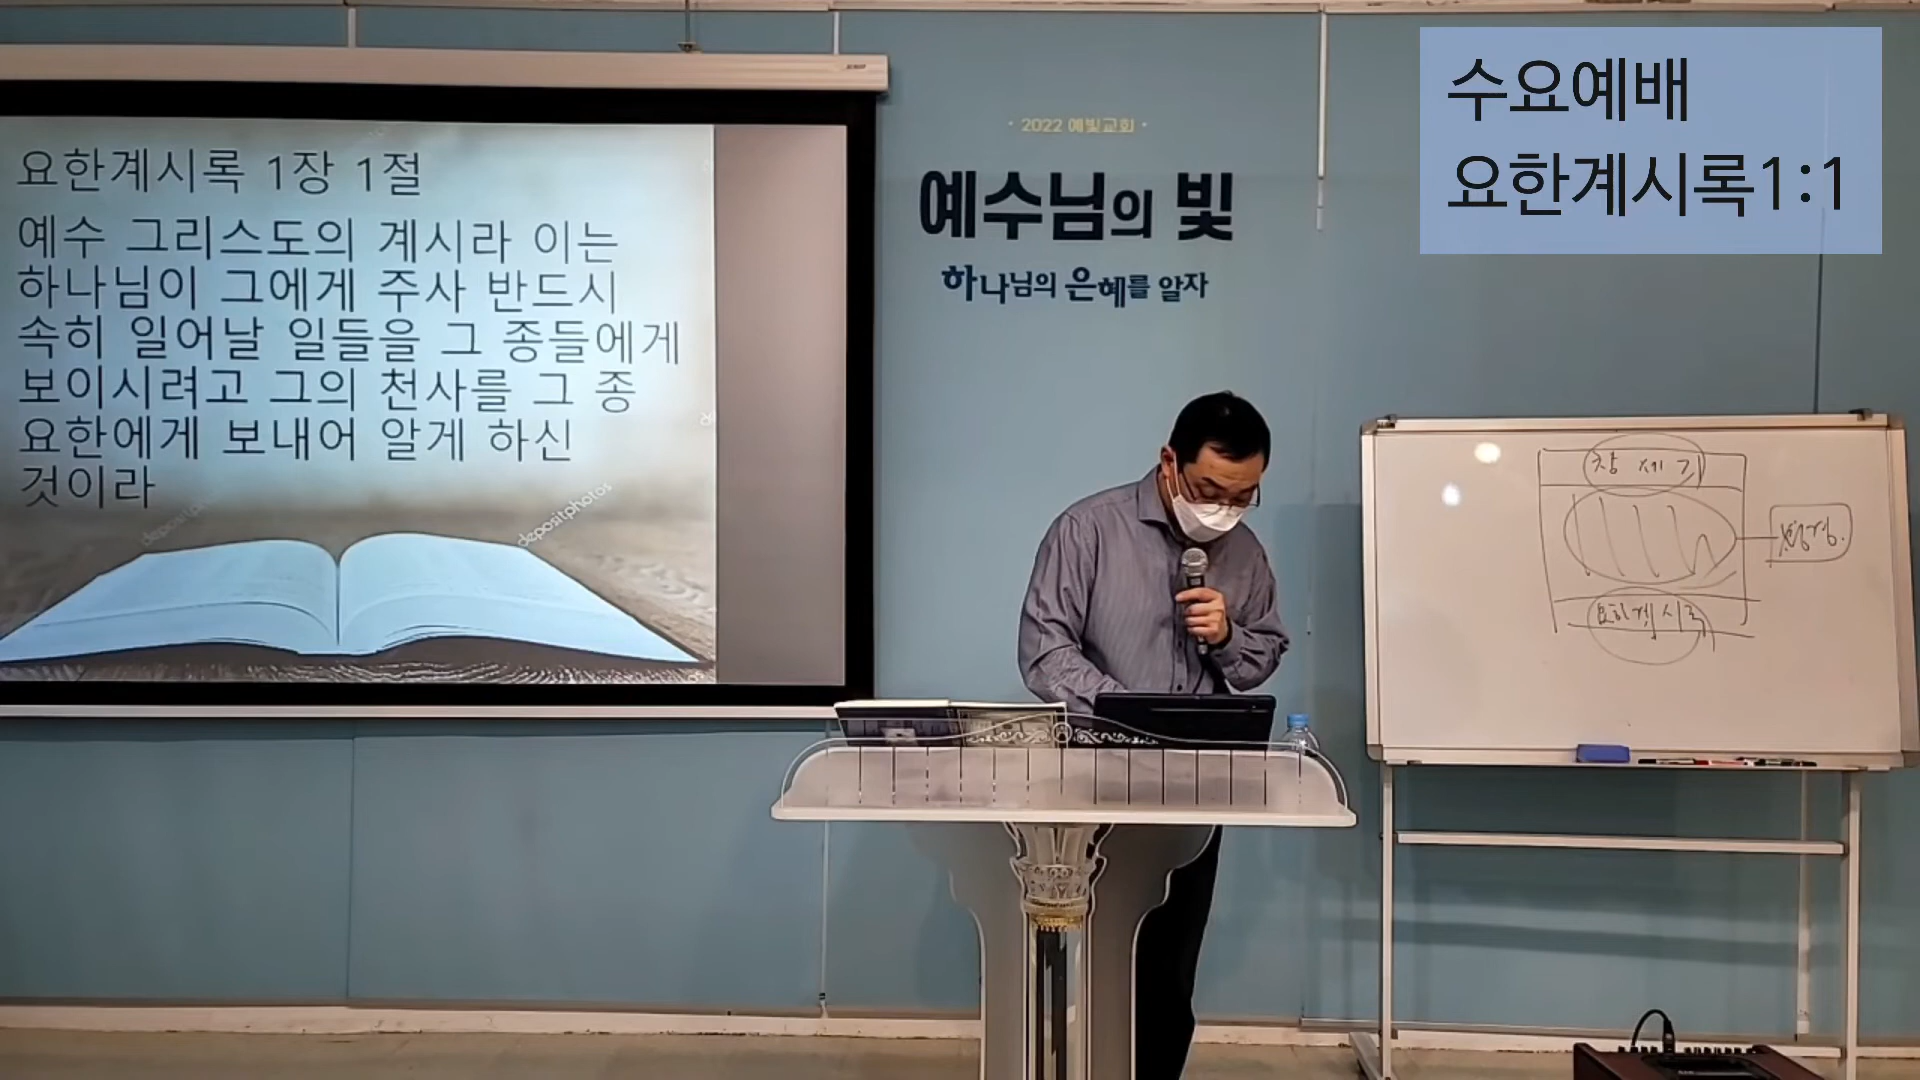 요한계시록 1장 1절
예수 그리스도의 계시라 이는
하나님이 그에게 주사 반드시
속히 일어날 일들을 그 종들에게
보이시려고 그의 천사를 그 종
요한에게 보내어 알게 하신
것이라
depositphotos
depositphotos
· 2022 예빛교회 ·
예수님의 빛
하나님의 은혜를 알자
수요예배
요한계시록1:1
창 세 기
요한계시록